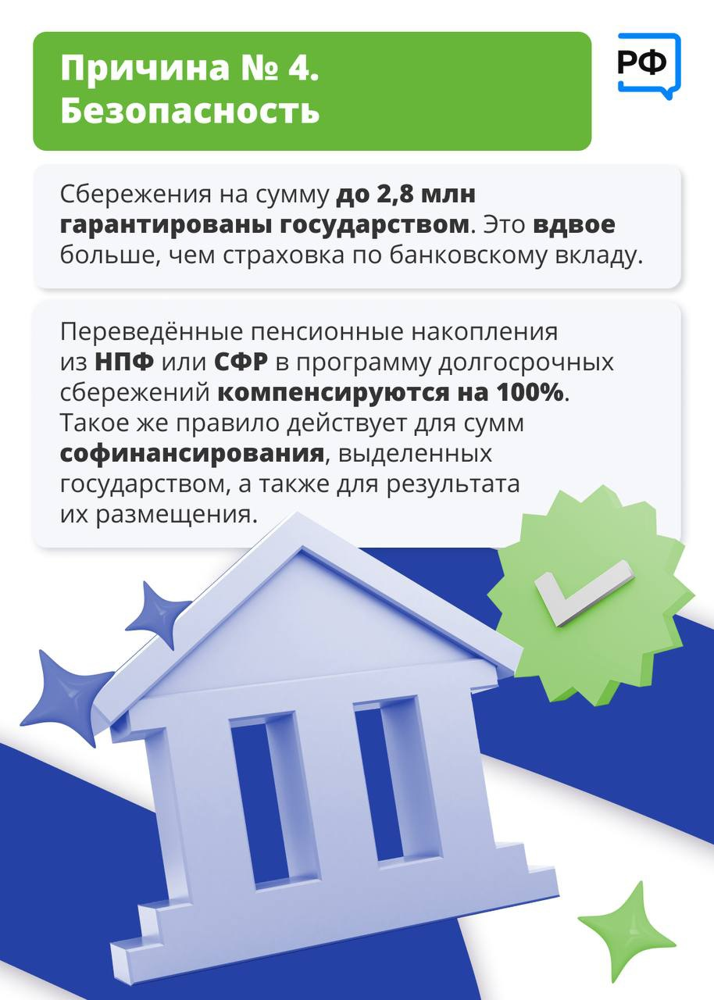 Причина № 4.
Безопасность
РФ
Сбережения на сумму до 2,8 млн
гарантированы государством. Это вдвое
больше, чем страховка по банковскому вкладу.
Переведённые пенсионные накопления
из НПФ или СФР в программу долгосрочных
сбережений компенсируются на 100%.
Такое же правило действует для сумм
софинансирования, выделенных
государством, а также для результата
их размещения.